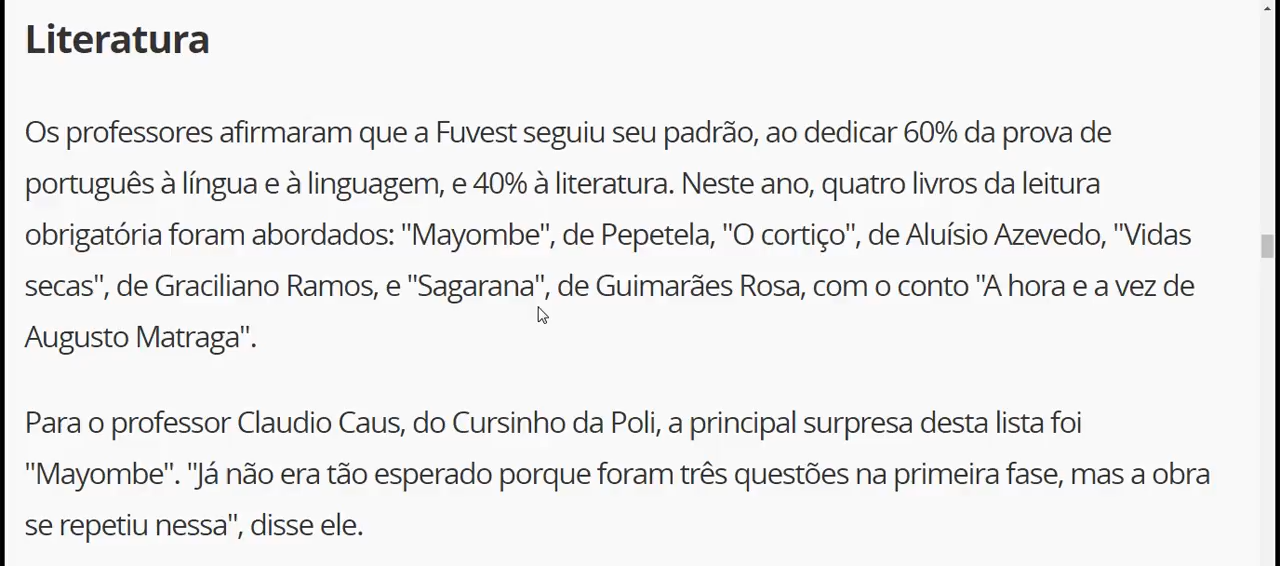 Literatura
Os professores afirmaram que a Fuvest seguiu seu padrão, ao dedicar 60% da prova de
português à língua e à linguagem, e 40% à literatura. Neste ano, quatro livros da leitura
obrigatória foram abordados: "Mayombe", de Pepetela, "O cortiço", de Aluísio Azevedo, "Vidas
secas", de Graciliano Ramos, e "Sagarana", de Guimarães Rosa, com o conto "A hora e a vez de
Augusto Matraga".
Para o professor Claudio Caus, do Cursinho da Poli, a principal surpresa desta lista foi
"Mayombe". "Já não era tão esperado porque foram três questões na primeira fase, mas a obra
se repetiu nessa", disse ele.